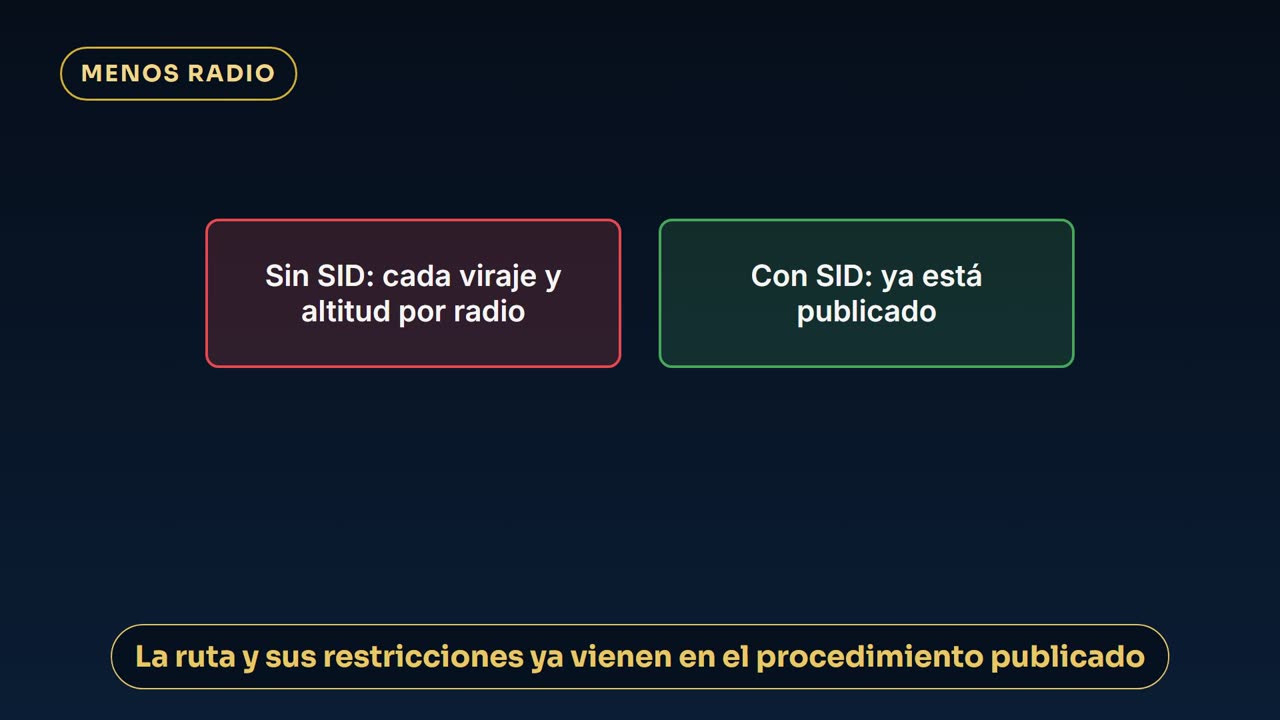 MENOS RADIO
Sin SID: cada viraje y
altitud por radio
Con SID: ya está
publicado
La ruta y sus restricciones ya vienen en el procedimiento publicado